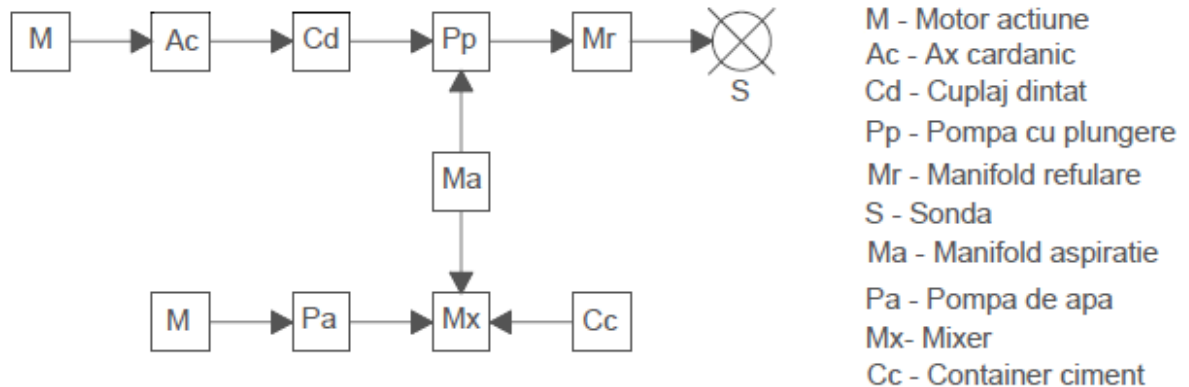 M Ac Cd Pp Mr
S
Ma
M Pa Mx Cc
M - Motor actiune
Ac - Ax cardanic
Cd - Cuplaj dintat
Pp - Pompa cu plungere
Mr - Manifold refulare
S - Sonda
Ma - Manifold aspiratie
Pa - Pompa de apa
Mx- Mixer
Cc - Container ciment